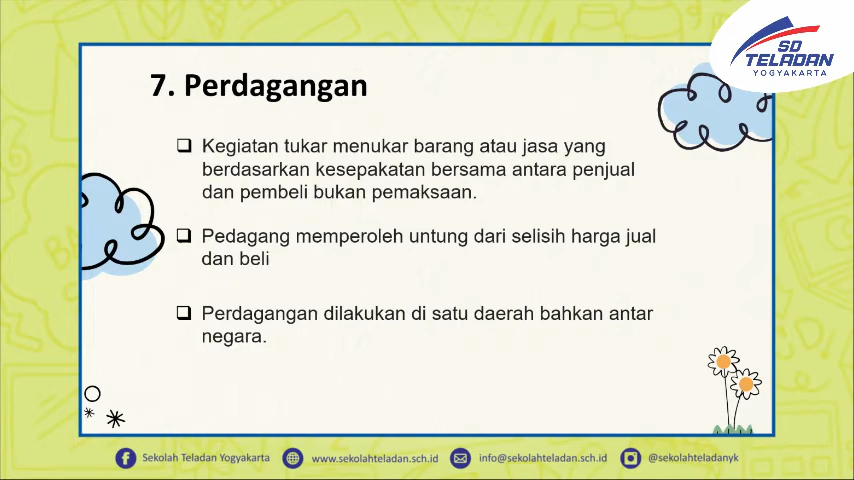 SD
TELADAN
YOGYAKARTA
7. Perdagangan
Kegiatan tukar menukar barang atau jasa yang
berdasarkan kesepakatan bersama antara penjual
dan pembeli bukan pemaksaan.
Pedagang memperoleh untung dari selisih harga jual
dan beli
Perdagangan dilakukan di satu daerah bahkan antar
negara.
Sekolah Teladan Yogyakarta
www.sekolahteladan.sch.id
info@sekolahteladan.sch.id
@sekolahteladanyk